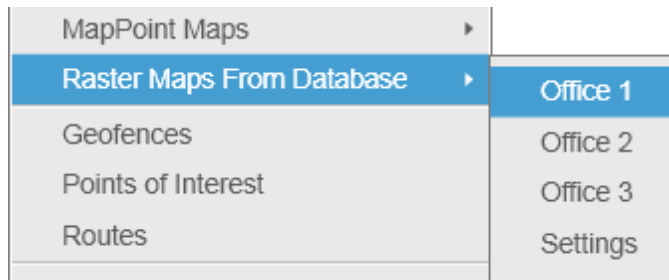 MapPoint Maps
Raster Maps From Database
Geofences
Points of Interest
Routes
Office 1
Office 2
Office 3
Settings